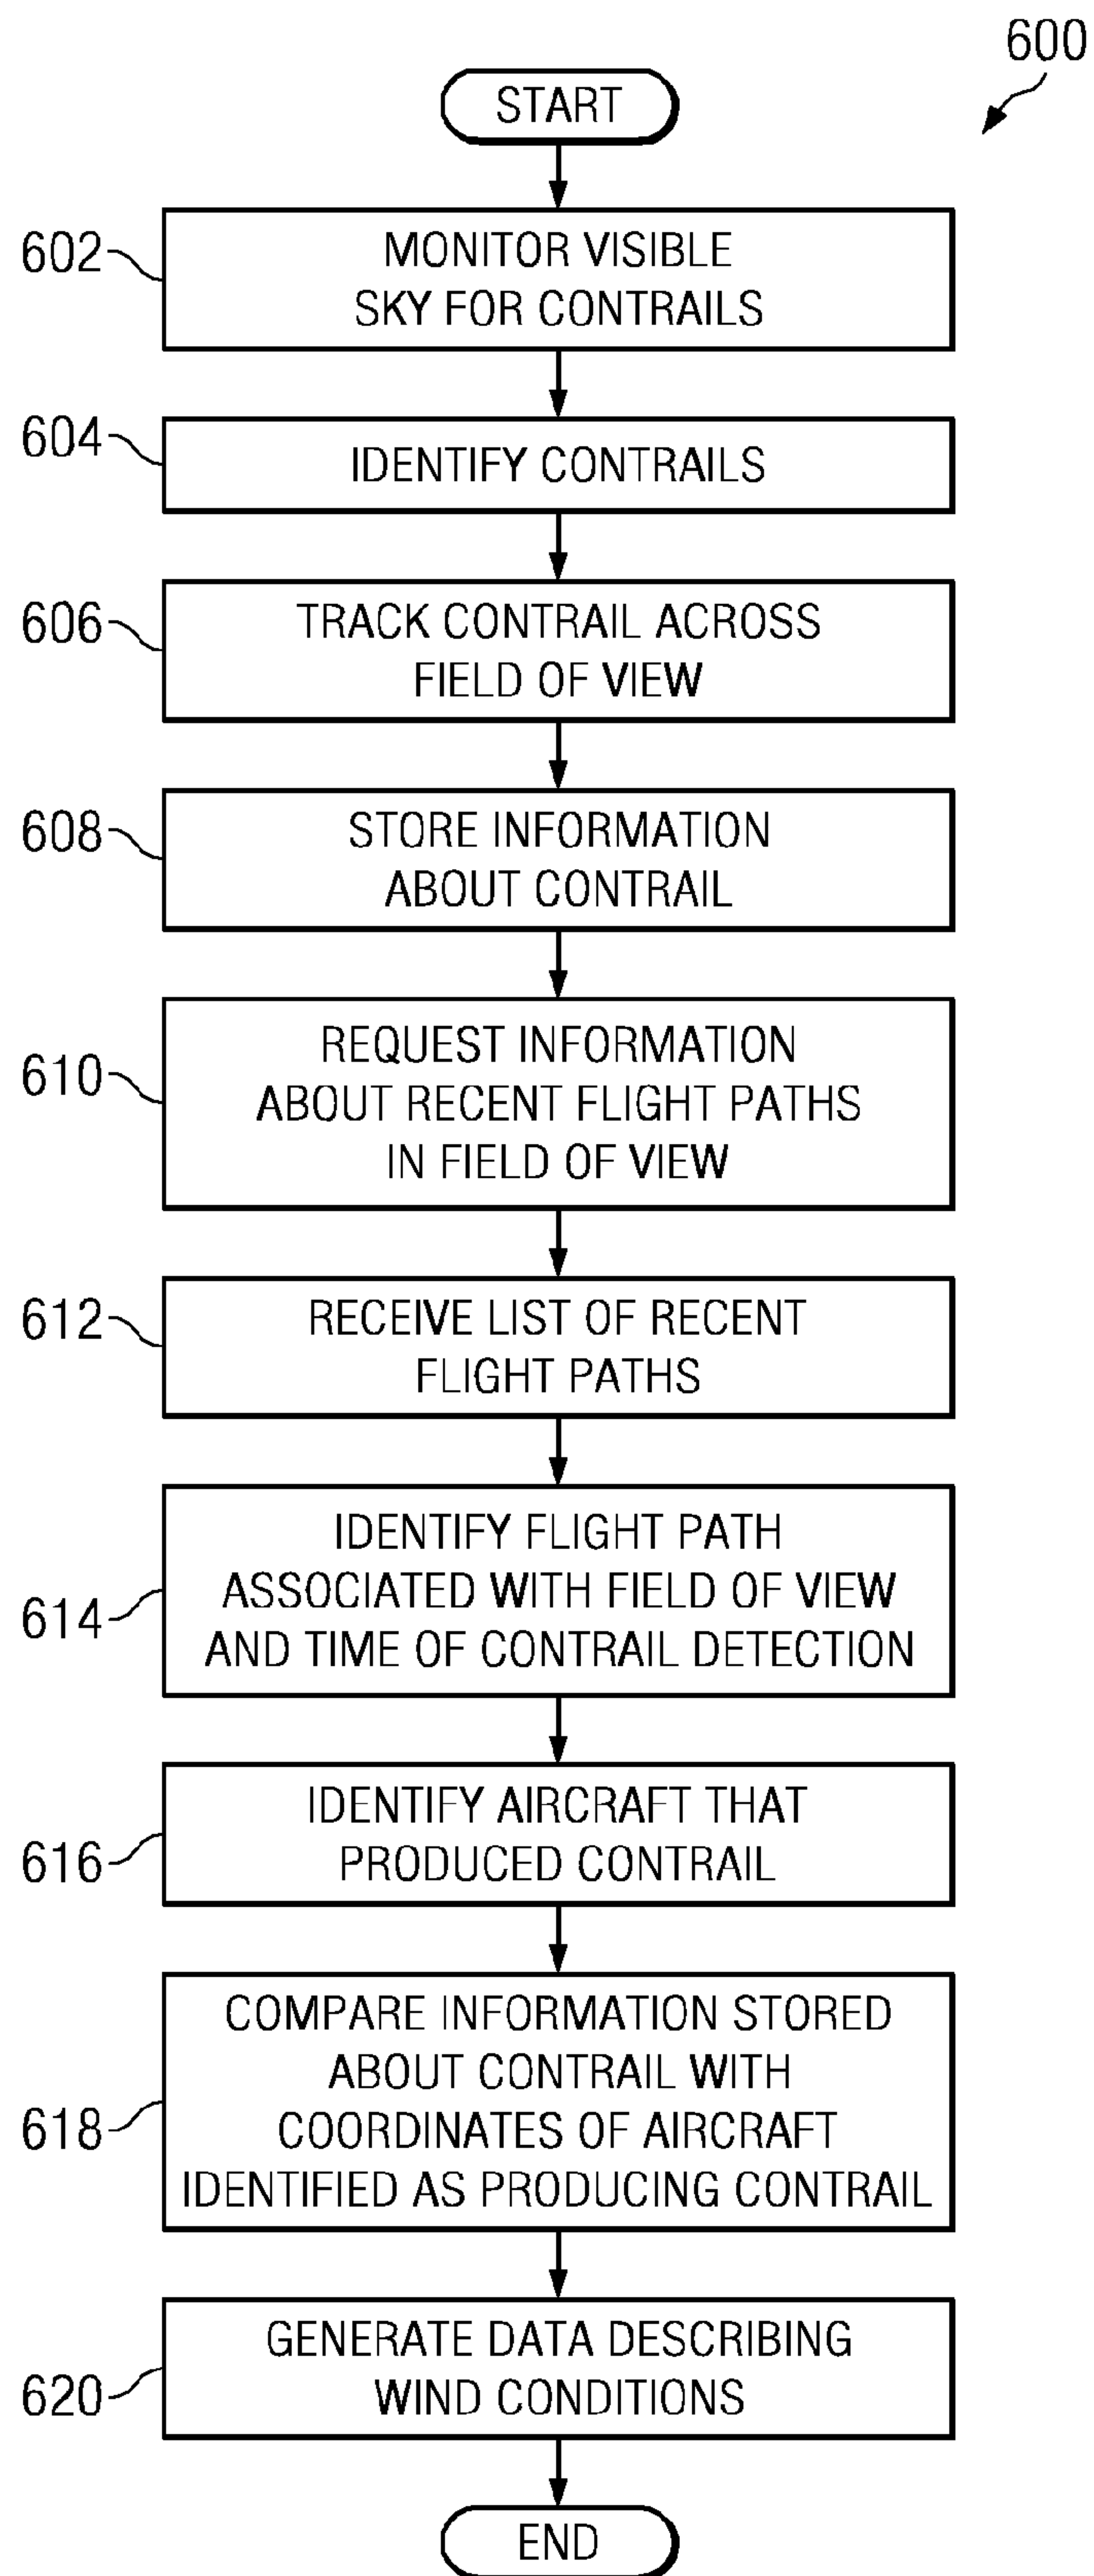 600
START
602
MONITOR VISIBLE
SKY FOR CONTRAILS
604
IDENTIFY CONTRAILS
606
TRACK CONTRAIL ACROSS
FIELD OF VIEW
608
STORE INFORMATION
ABOUT CONTRAIL
610
REQUEST INFORMATION
ABOUT RECENT FLIGHT PATHS
IN FIELD OF VIEW
612
RECEIVE LIST OF RECENT
FLIGHT PATHS
614
IDENTIFY FLIGHT PATH
ASSOCIATED WITH FIELD OF VIEW
AND TIME OF CONTRAIL DETECTION
616
IDENTIFY AIRCRAFT THAT
PRODUCED CONTRAIL
618
COMPARE INFORMATION STORED
ABOUT CONTRAIL WITH
COORDINATES OF AIRCRAFT
IDENTIFIED AS PRODUCING CONTRAIL
620
GENERATE DATA DESCRIBING
WIND CONDITIONS
END